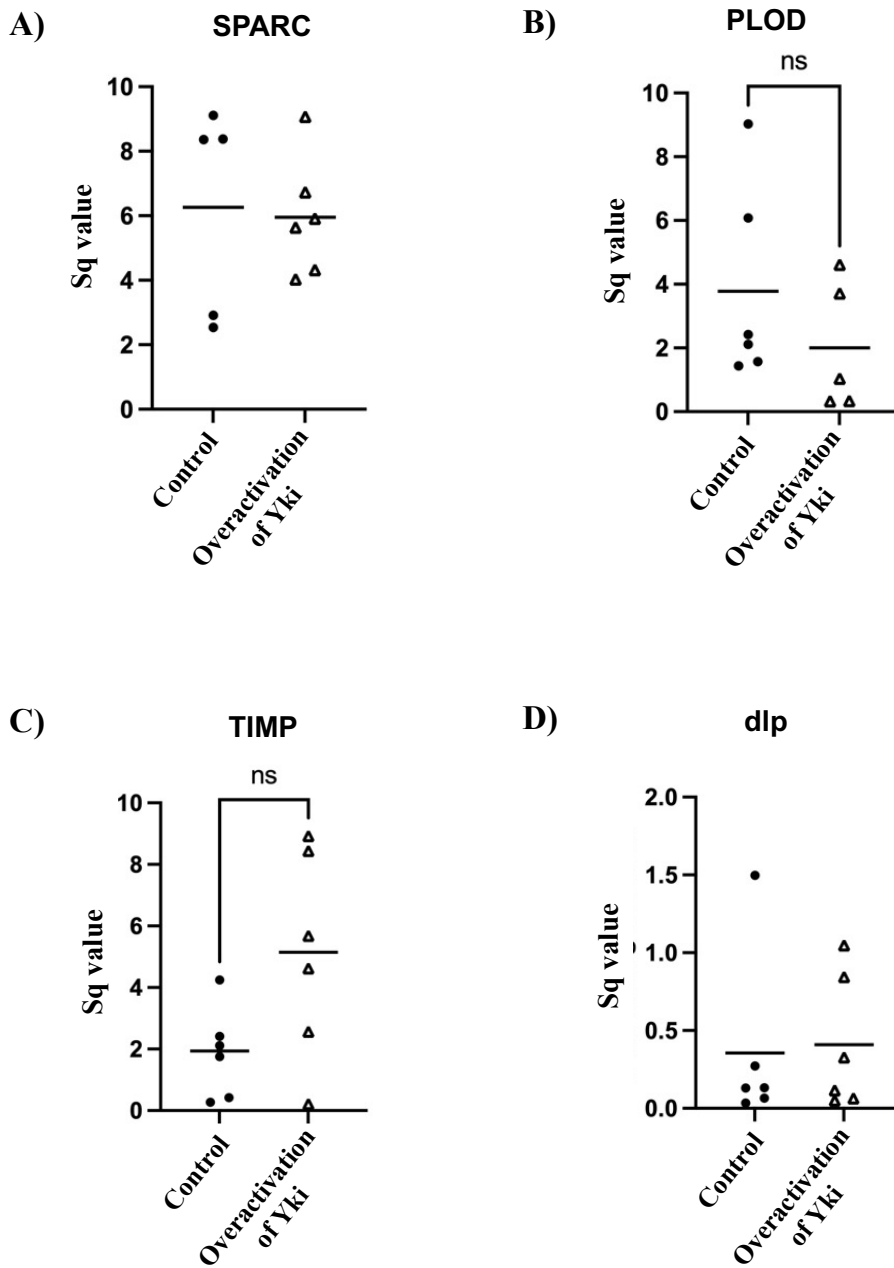 A)
SPARC
10
8
6
4
2
0
Sq value
Control
Overactivation
of Yki
B)
PLOD
ns
10
8
6
4
2
0
Sq value
Control
Overactivation
of Yki
C)
TIMP
ns
10
8
6
4
2
0
Sq value
Control
Overactivation
of Yki
D)
dlp
2.0
1.5
1.0
0.5
0.0
Sq value
Control
Overactivation
of Yki